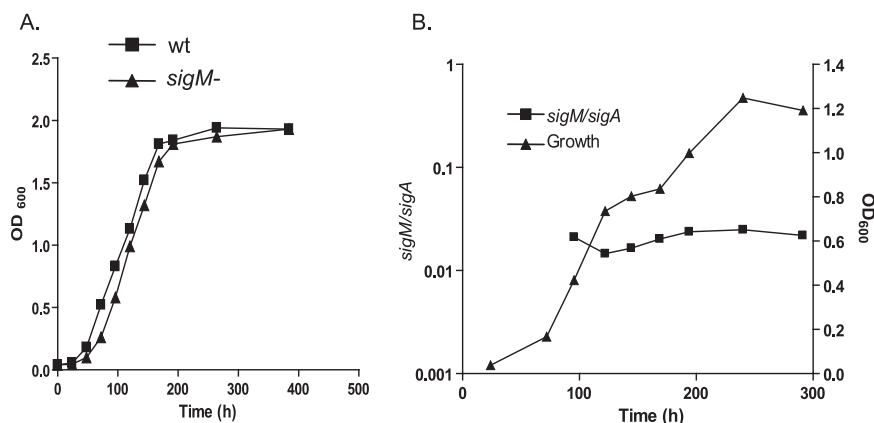 A.
wt
sigM-
2.5
2.0
1.5
1.0
0.5
0.0
OD 600
0 100 200 300 400 500
Time (h)
B.
sigM/sigA
Growth
1
0.1
0.01
0.001
sigM/sigA
1.4
1.2
1.0
0.8
0.6
0.4
0.2
0.0
OD600
0 100 200 300
Time (h)